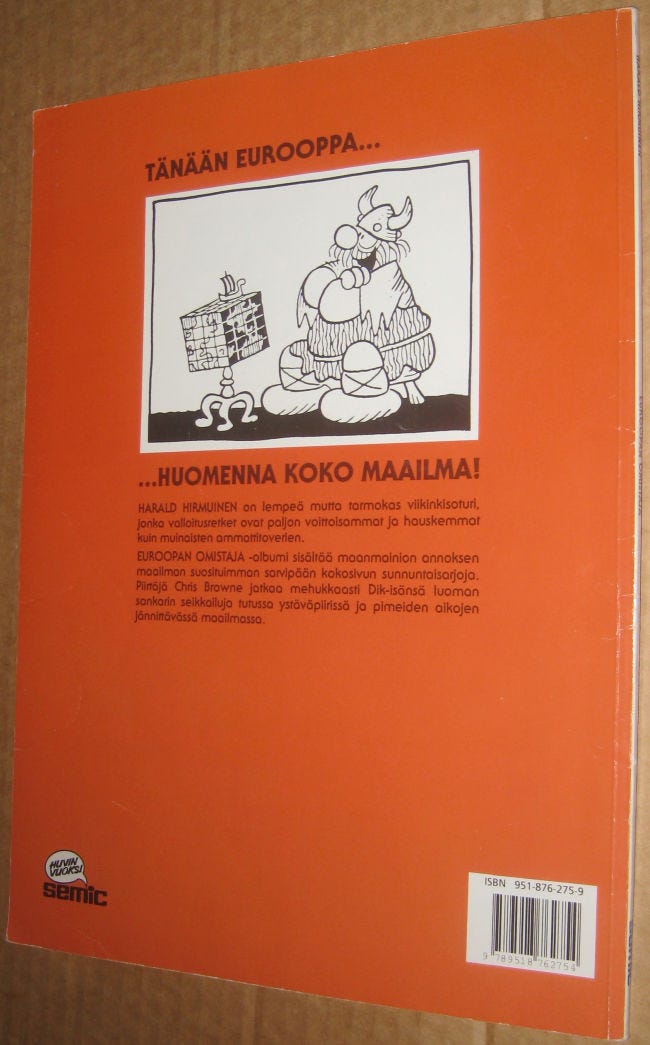 TÄNÄÄN EUROOPPA...
...HUOMENNA KOKO MAAILMA!
HARALD HIRMUINEN on lempeä mutta tarmokas viikinkisoturi,
jonka valloitusretket ovat paljon voittoisammat ja hauskemmat
kuin muinaisten ammattitoverien.
EUROOPAN OMISTAJA -albumi sisältää maanmainion annoksen
maailman suosituimman sarvipään kokosivun sunnuntaisarjoja.
Piirtäjä Chris Browne jatkaa mehukkaasti Dik-isänsä luoman
sankarin seikkailuja tutussa ystäväpiirissä ja pimeiden aikojen
jännittävässä maailmassa.
HUVIN
VUOKSI
semic
ISBN 951-876-275-9
9 789518 762754